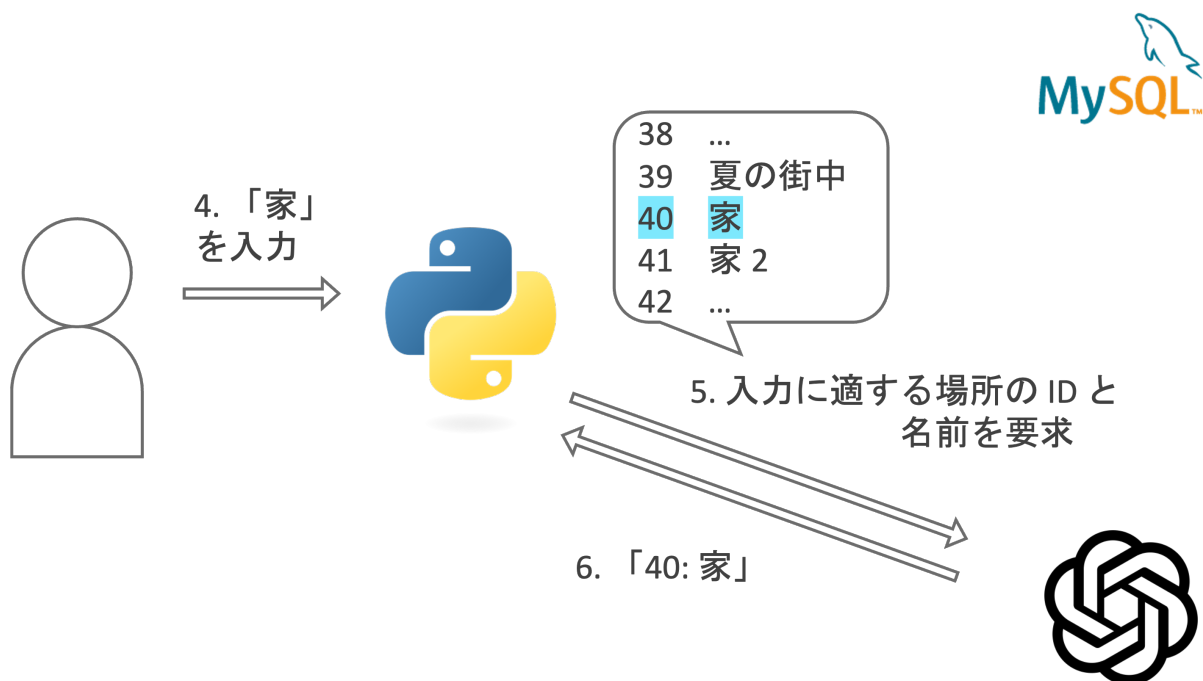 MySQL™
38 ...
39 夏の街中
40 家
41 家 2
42 ...
4. 「家」
を入力
5. 入力に適する場所の ID と
名前を要求
6. 「40: 家」